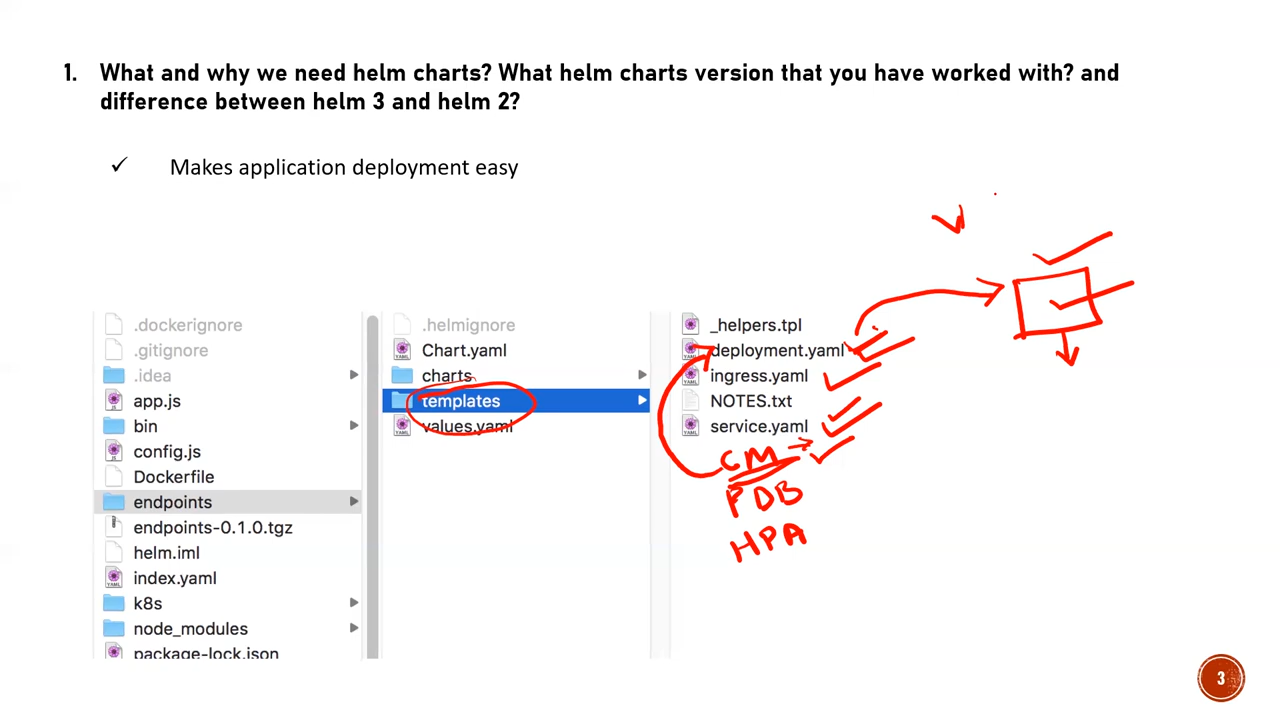 1. What and why we need helm charts? What helm charts version that you have worked with? and
difference between helm 3 and helm 2?
✓ Makes application deployment easy
.dockerignore
.gitignore
.idea
app.js
bin
config.js
Dockerfile
endpoints
endpoints-0.1.0.tgz
helm.iml
index.yaml
k8s
node_modules
package-lock.json
.helmignore
Chart.yaml
charts
templates
values.yaml
_helpers.tpl
deployment.yaml
ingress.yaml
NOTES.txt
service.yaml
CM
PDB
HPA
3